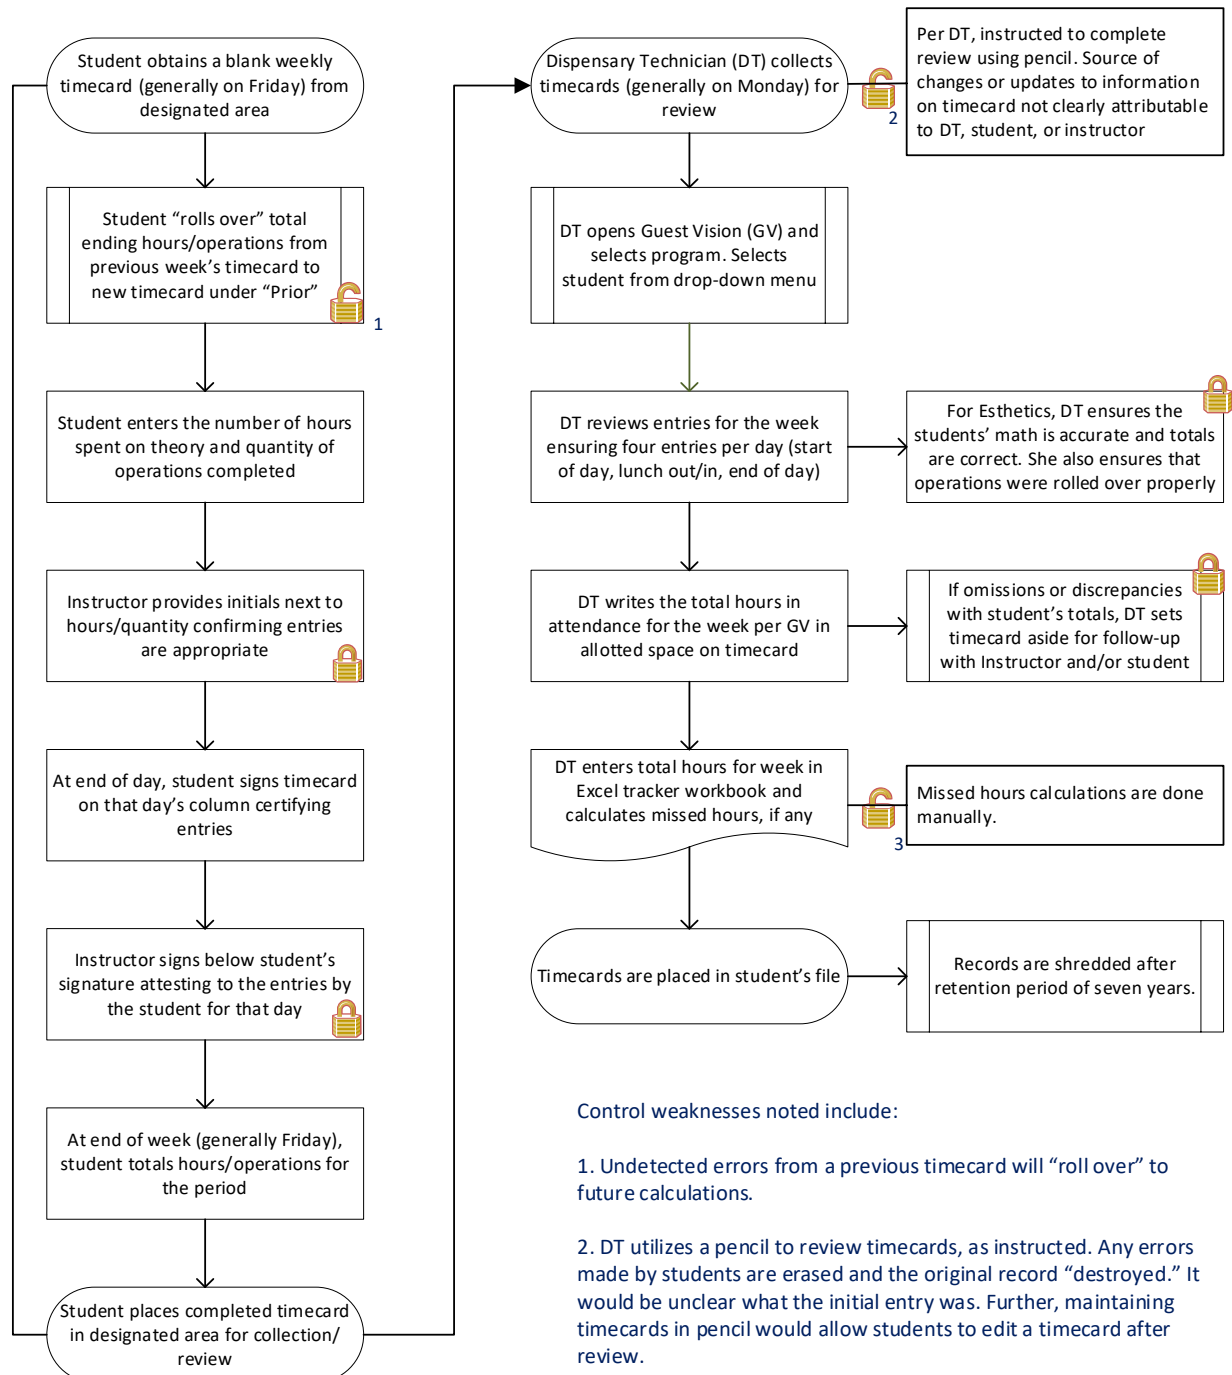 Student obtains a blank weekly
timecard (generally on Friday) from
designated area
Student “rolls over” total
ending hours/operations from
previous week’s timecard to
new timecard under “Prior”
1
Student enters the number of hours
spent on theory and quantity of
operations completed
Instructor provides initials next to
hours/quantity confirming entries
are appropriate
At end of day, student signs timecard
on that day’s column certifying
entries
Instructor signs below student’s
signature attesting to the entries by
the student for that day
At end of week (generally Friday),
student totals hours/operations for
the period
Student places completed timecard
in designated area for collection/
review
Dispensary Technician (DT) collects
timecards (generally on Monday) for
review
2
Per DT, instructed to complete
review using pencil. Source of
changes or updates to information
on timecard not clearly attributable
to DT, student, or instructor
DT opens Guest Vision (GV) and
selects program. Selects
student from drop-down menu
DT reviews entries for the week
ensuring four entries per day (start
of day, lunch out/in, end of day)
For Esthetics, DT ensures the
students’ math is accurate and totals
are correct. She also ensures that
operations were rolled over properly
DT writes the total hours in
attendance for the week per GV in
allotted space on timecard
If omissions or discrepancies
with student’s totals, DT sets
timecard aside for follow-up
with Instructor and/or student
DT enters total hours for week in
Excel tracker workbook and
calculates missed hours, if any
3
Missed hours calculations are done
manually.
Timecards are placed in student’s file
Records are shredded after
retention period of seven years.
Control weaknesses noted include:
1. Undetected errors from a previous timecard will “roll over” to
future calculations.
2. DT utilizes a pencil to review timecards, as instructed. Any errors
made by students are erased and the original record “destroyed.” It
would be unclear what the initial entry was. Further, maintaining
timecards in pencil would allow students to edit a timecard after
review.